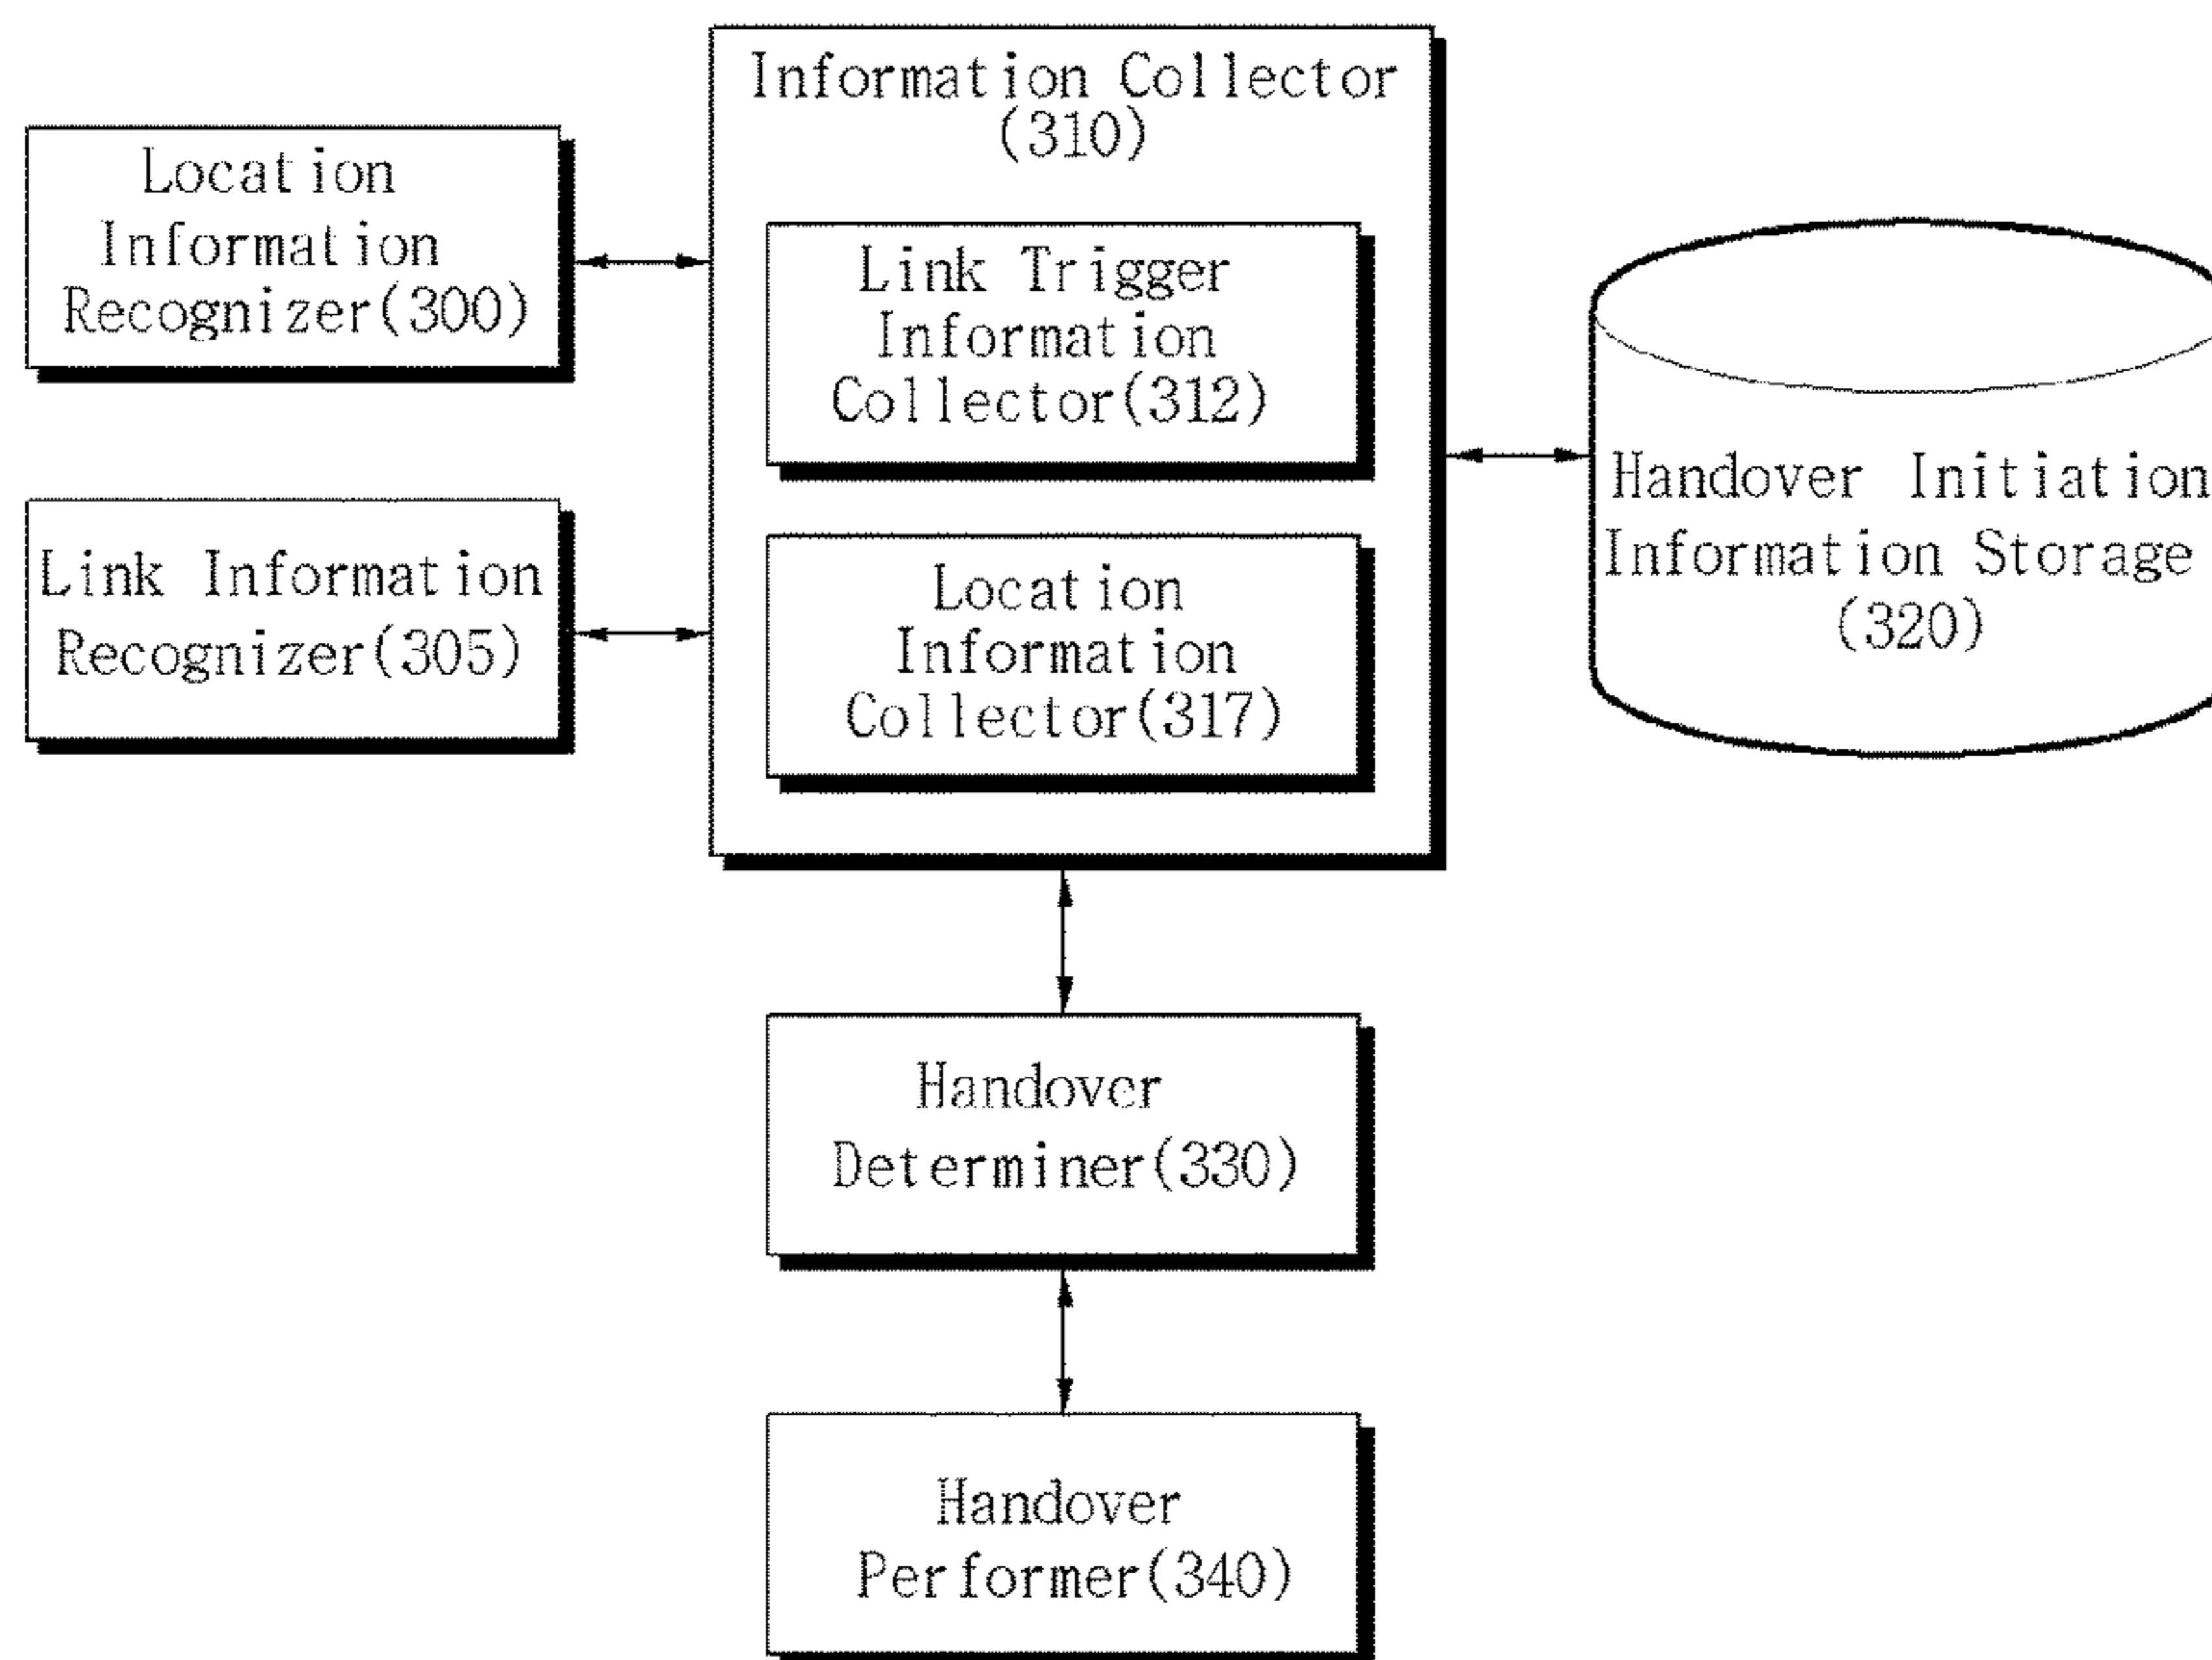 Information Collector
(310)
Location
Information
Recognizer(300)
Link Trigger
Information
Collector(312)
Link Information
Recognizer(305)
Location
Information
Collector(317)
Handover Initiation
Information Storage
(320)
Handover
Determiner(330)
Handover
Performer(340)